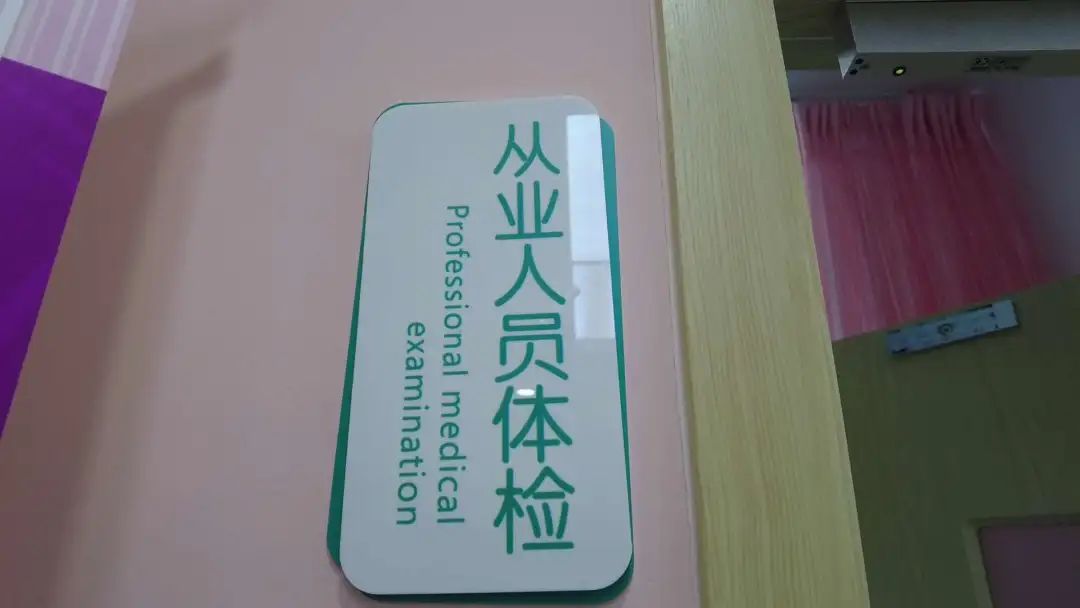 从业人员体检
Professional medical
examination